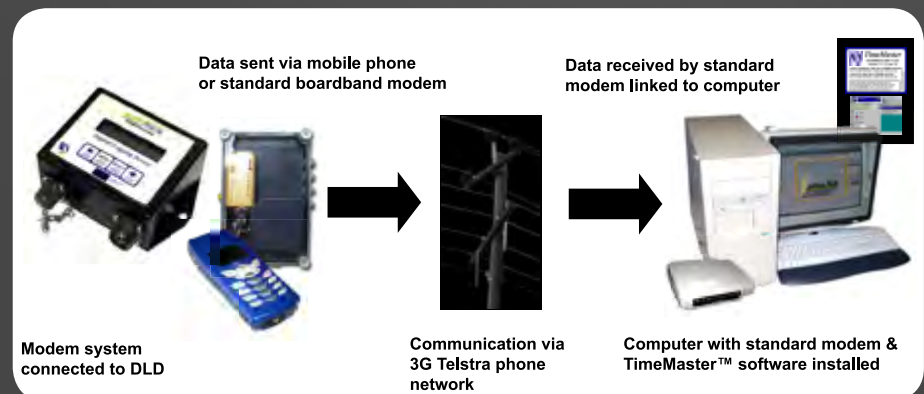 Data sent via mobile phone
or standard boardband modem
Data received by standard
modem linked to computer
TimeMaster
Modem system
connected to DLD
Communication via
3G Telstra phone
network
Computer with standard modem &
TimeMaster™ software installed